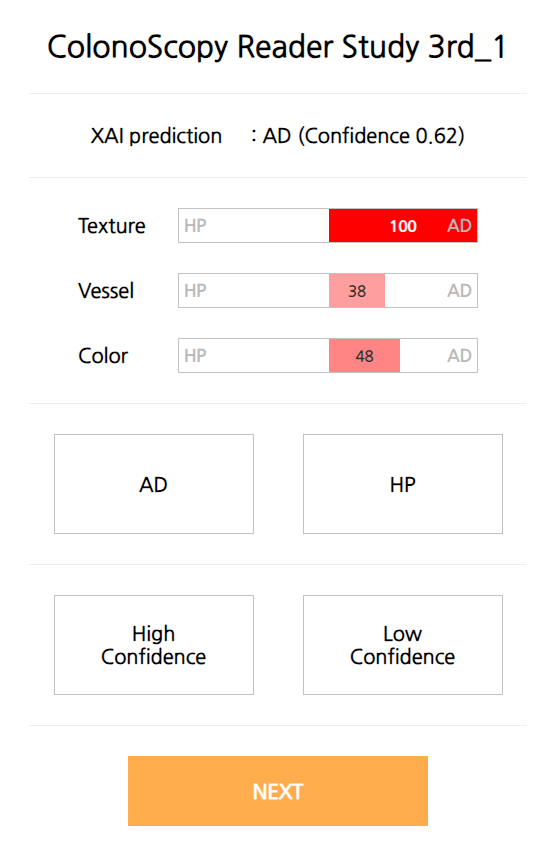 ColonoScopy Reader Study 3rd_1
XAI prediction : AD (Confidence 0.62)
Texture HP 100 AD
Vessel HP 38 AD
Color HP 48 AD
AD HP
High Low
Confidence Confidence
NEXT